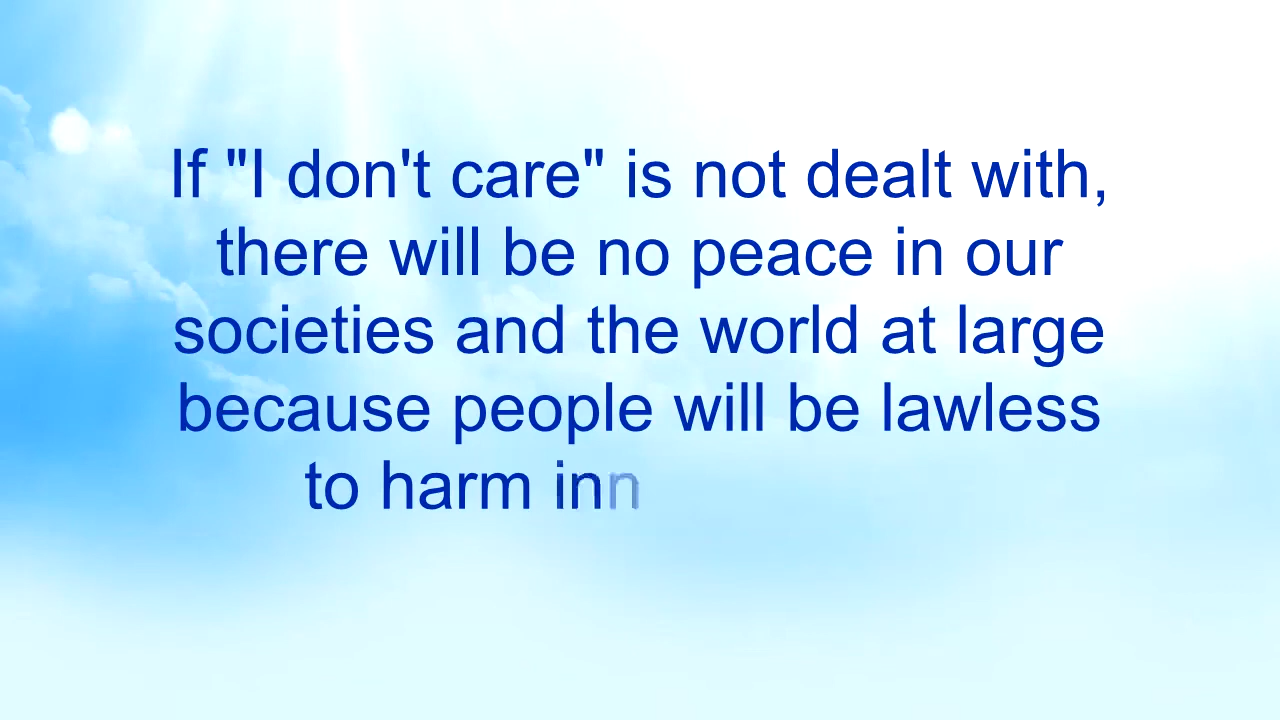 If "I don't care" is not dealt with,
there will be no peace in our
societies and the world at large
because people will be lawless
to harm inn